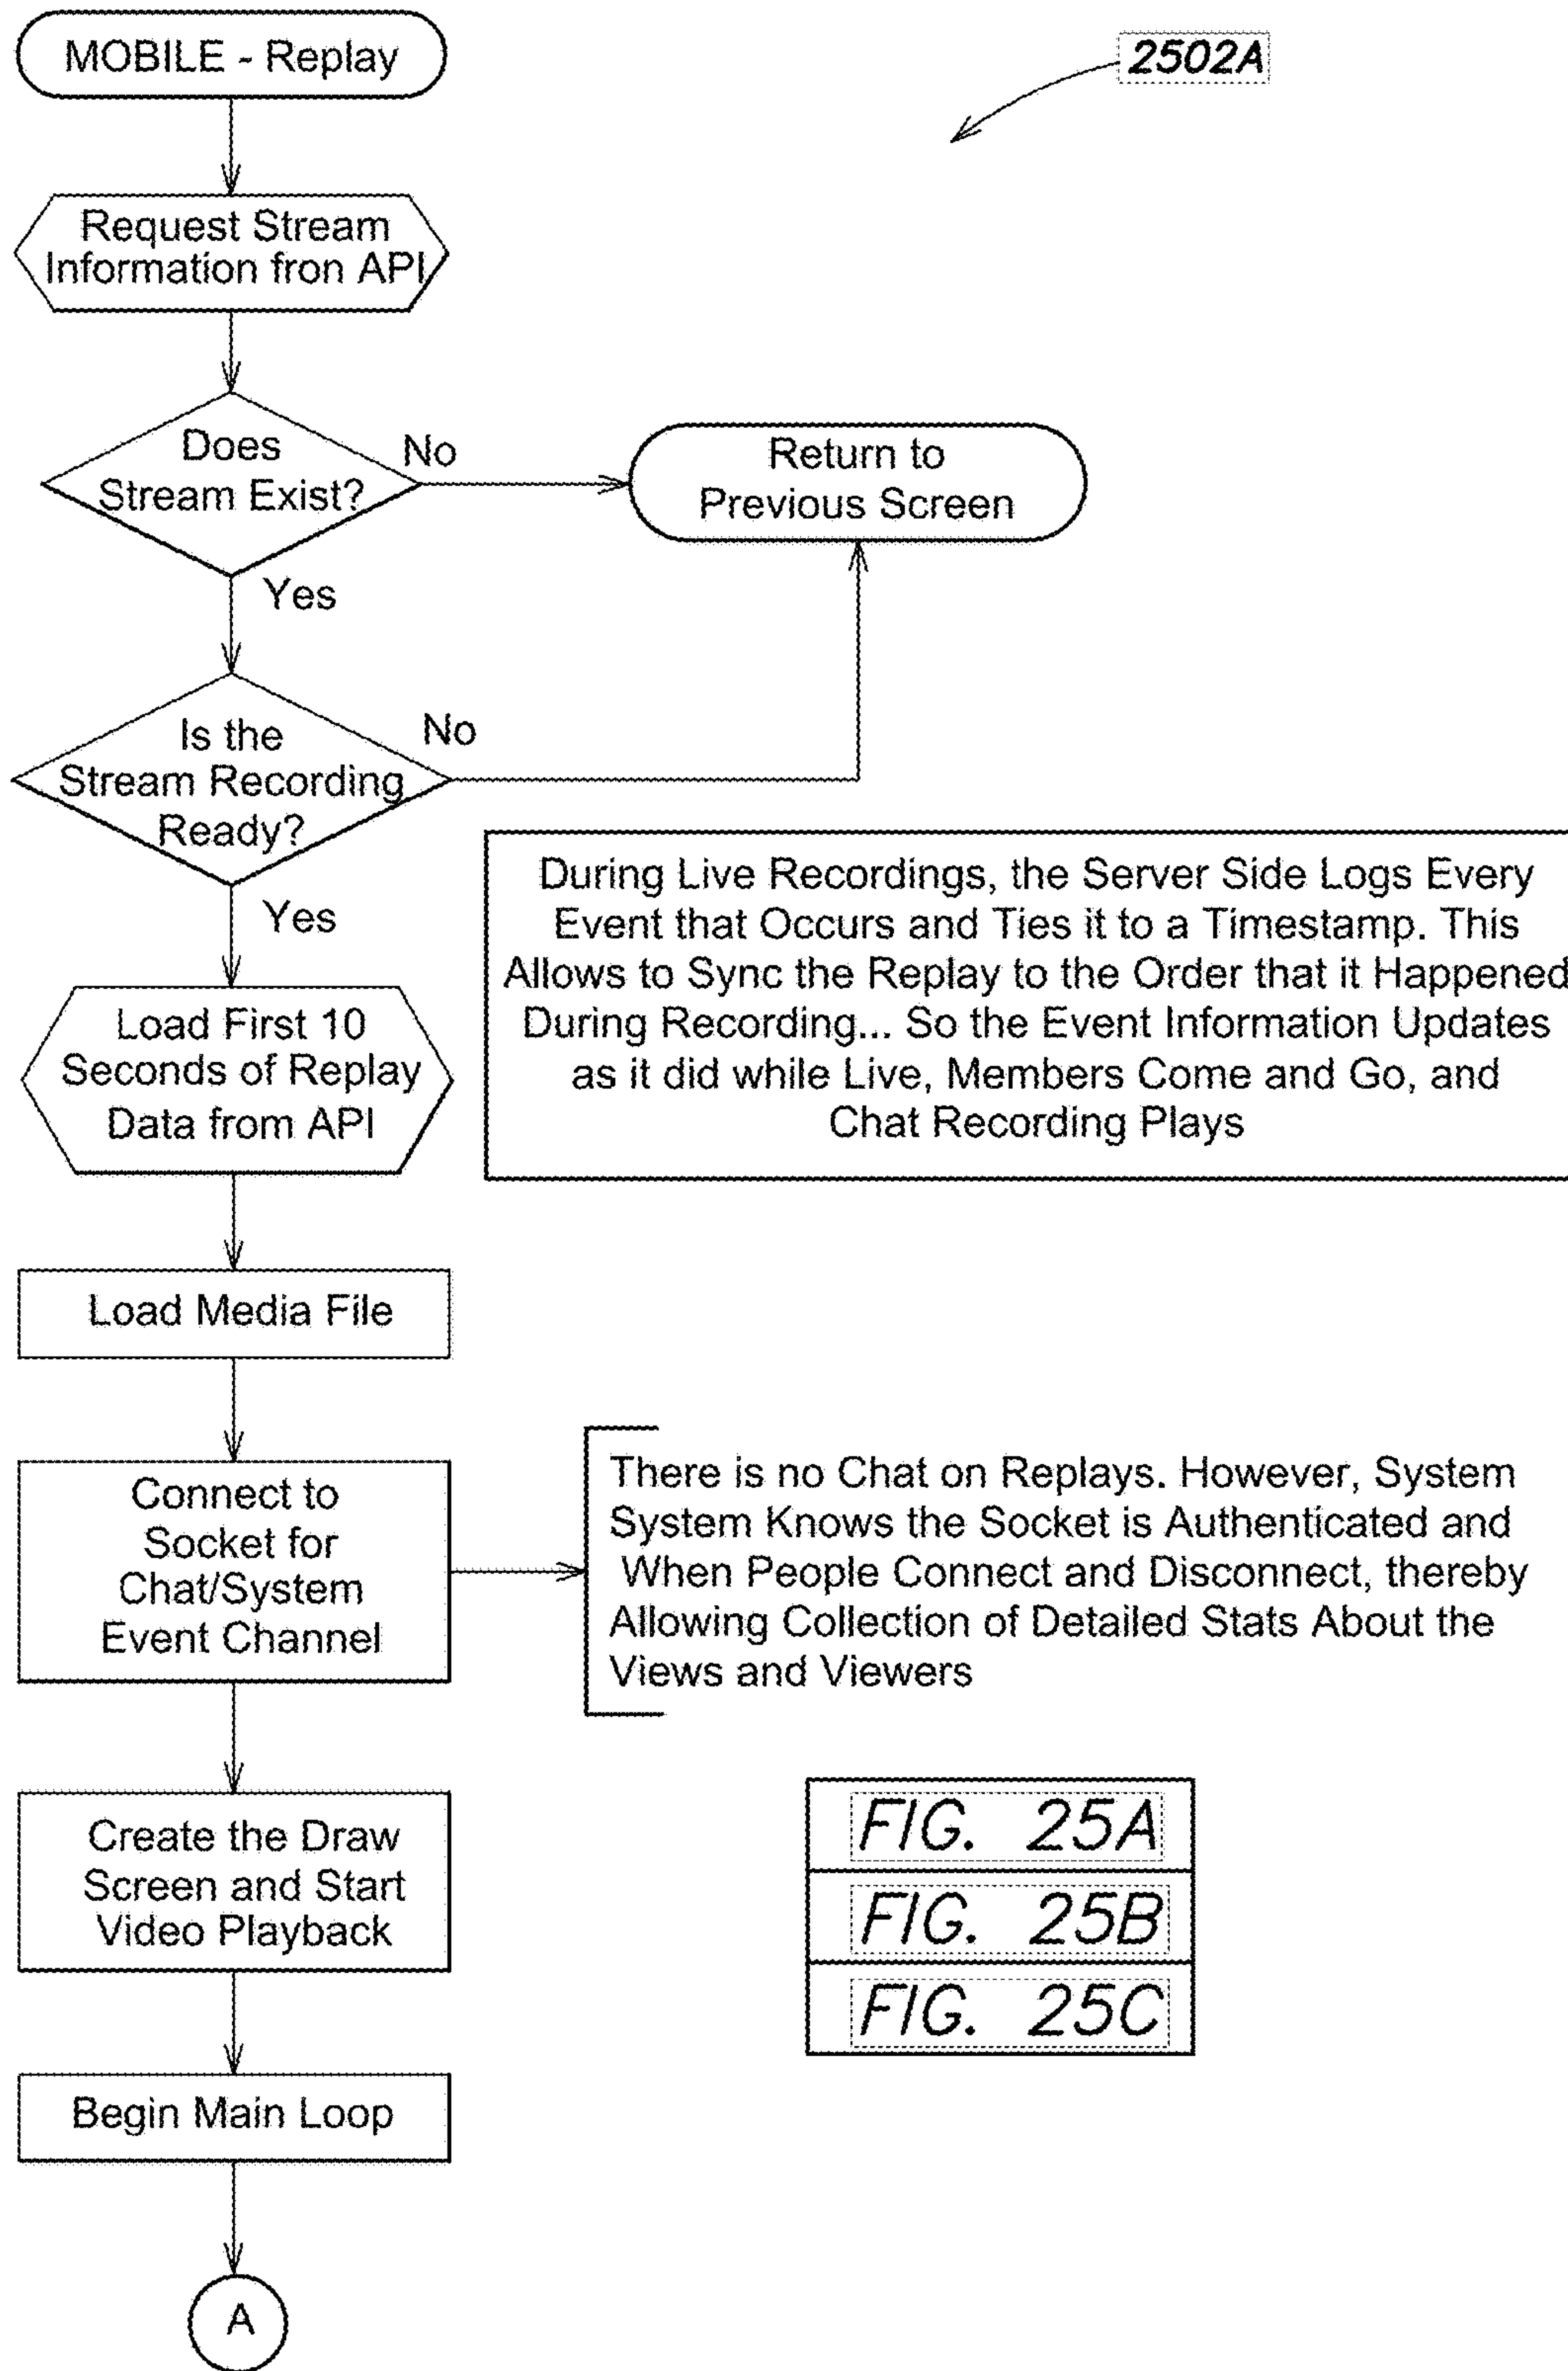 MOBILE - Replay
2502A
Request Stream
Information fron API
Does
Stream Exist?
No
Return to
Previous Screen
Yes
Is the
Stream Recording
Ready?
No
Yes
During Live Recordings, the Server Side Logs Every
Event that Occurs and Ties it to a Timestamp. This
Allows to Sync the Replay to the Order that it Happened
During Recording... So the Event Information Updates
as it did while Live, Members Come and Go, and
Chat Recording Plays
Load First 10
Seconds of Replay
Data from API
Load Media File
Connect to
Socket for
Chat/System
Event Channel
There is no Chat on Replays. However, System
System Knows the Socket is Authenticated and
When People Connect and Disconnect, thereby
Allowing Collection of Detailed Stats About the
Views and Viewers
Create the Draw
Screen and Start
Video Playback
FIG. 25A
FIG. 25B
FIG. 25C
Begin Main Loop
A